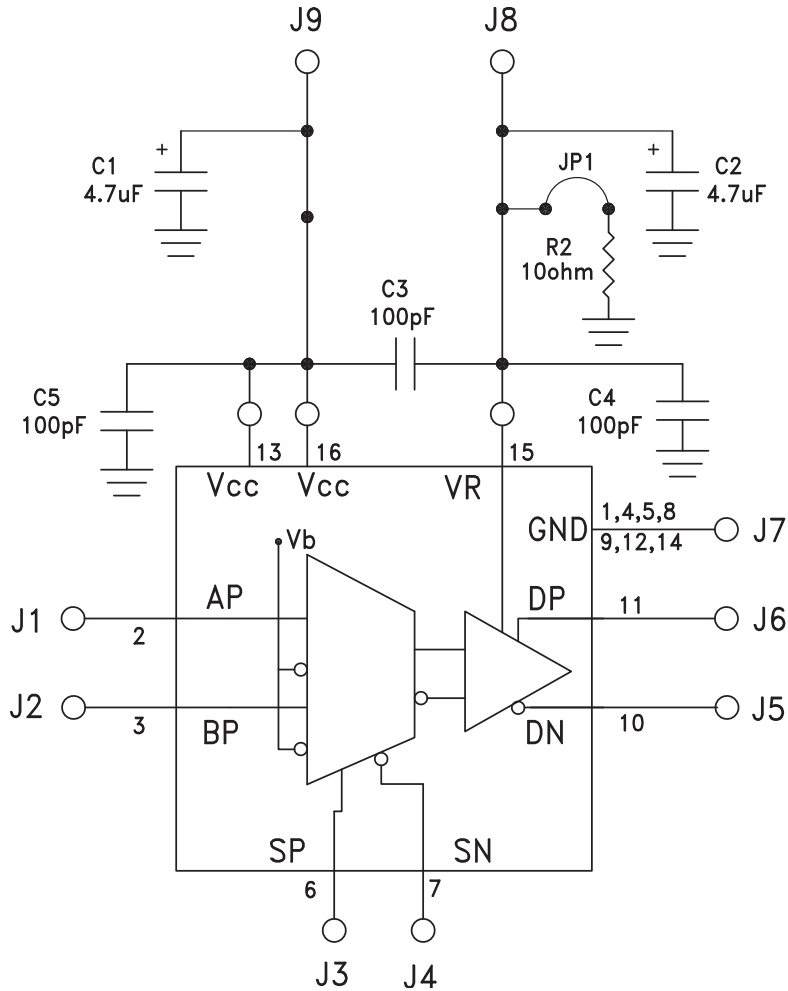 J9
J8
C1
4.7uF
+
+
JP1
C2
4.7uF
R2
10ohm
C3
100pF
C5
100pF
C4
100pF
13
16
15
Vcc
Vcc
VR
GND
1,4,5,8
9,12,14
J7
Vb
J1
2
AP
DP
11
J6
J2
3
BP
DN
10
J5
SP
SN
6
7
J3
J4